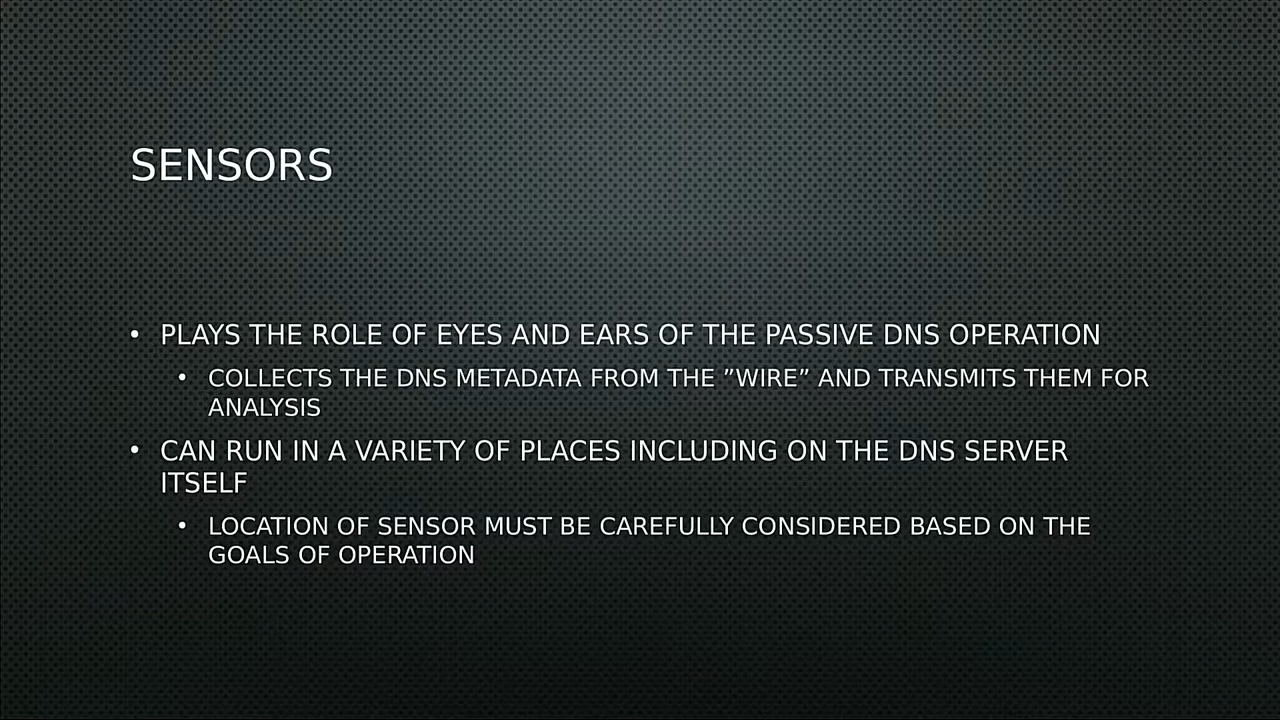 SENSORS
• PLAYS THE ROLE OF EYES AND EARS OF THE PASSIVE DNS OPERATION
• COLLECTS THE DNS METADATA FROM THE ”WIRE” AND TRANSMITS THEM FOR
ANALYSIS
• CAN RUN IN A VARIETY OF PLACES INCLUDING ON THE DNS SERVER
ITSELF
• LOCATION OF SENSOR MUST BE CAREFULLY CONSIDERED BASED ON THE
GOALS OF OPERATION